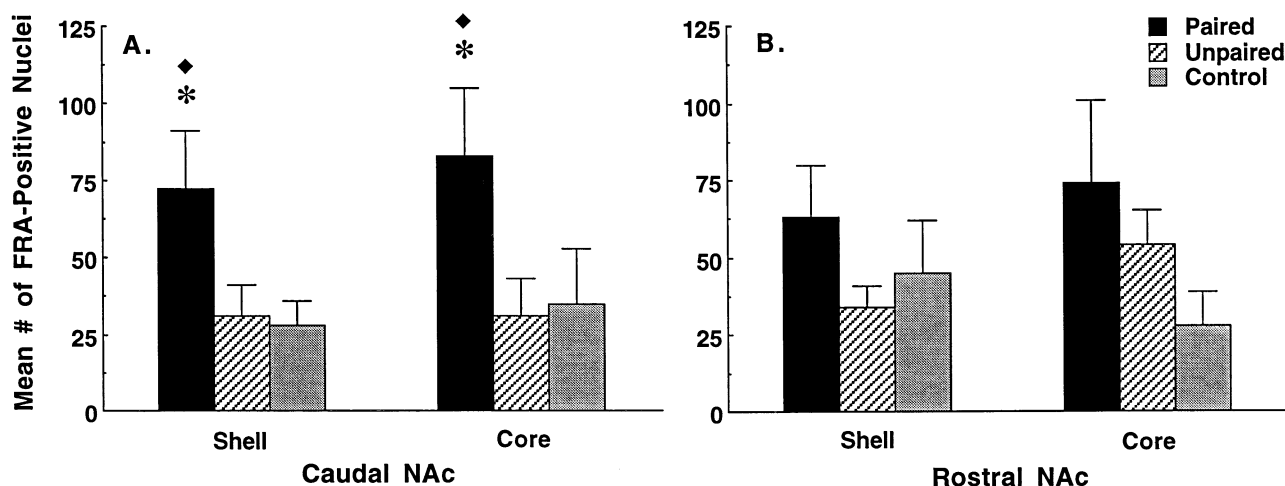 Mean # of FRA-Positive Nuclei
125
100
75
50
25
0
A.
◆
*
◆
*
Shell
Core
Caudal NAc
125
100
75
50
25
0
B.
Paired
Unpaired
Control
Shell
Core
Rostral NAc